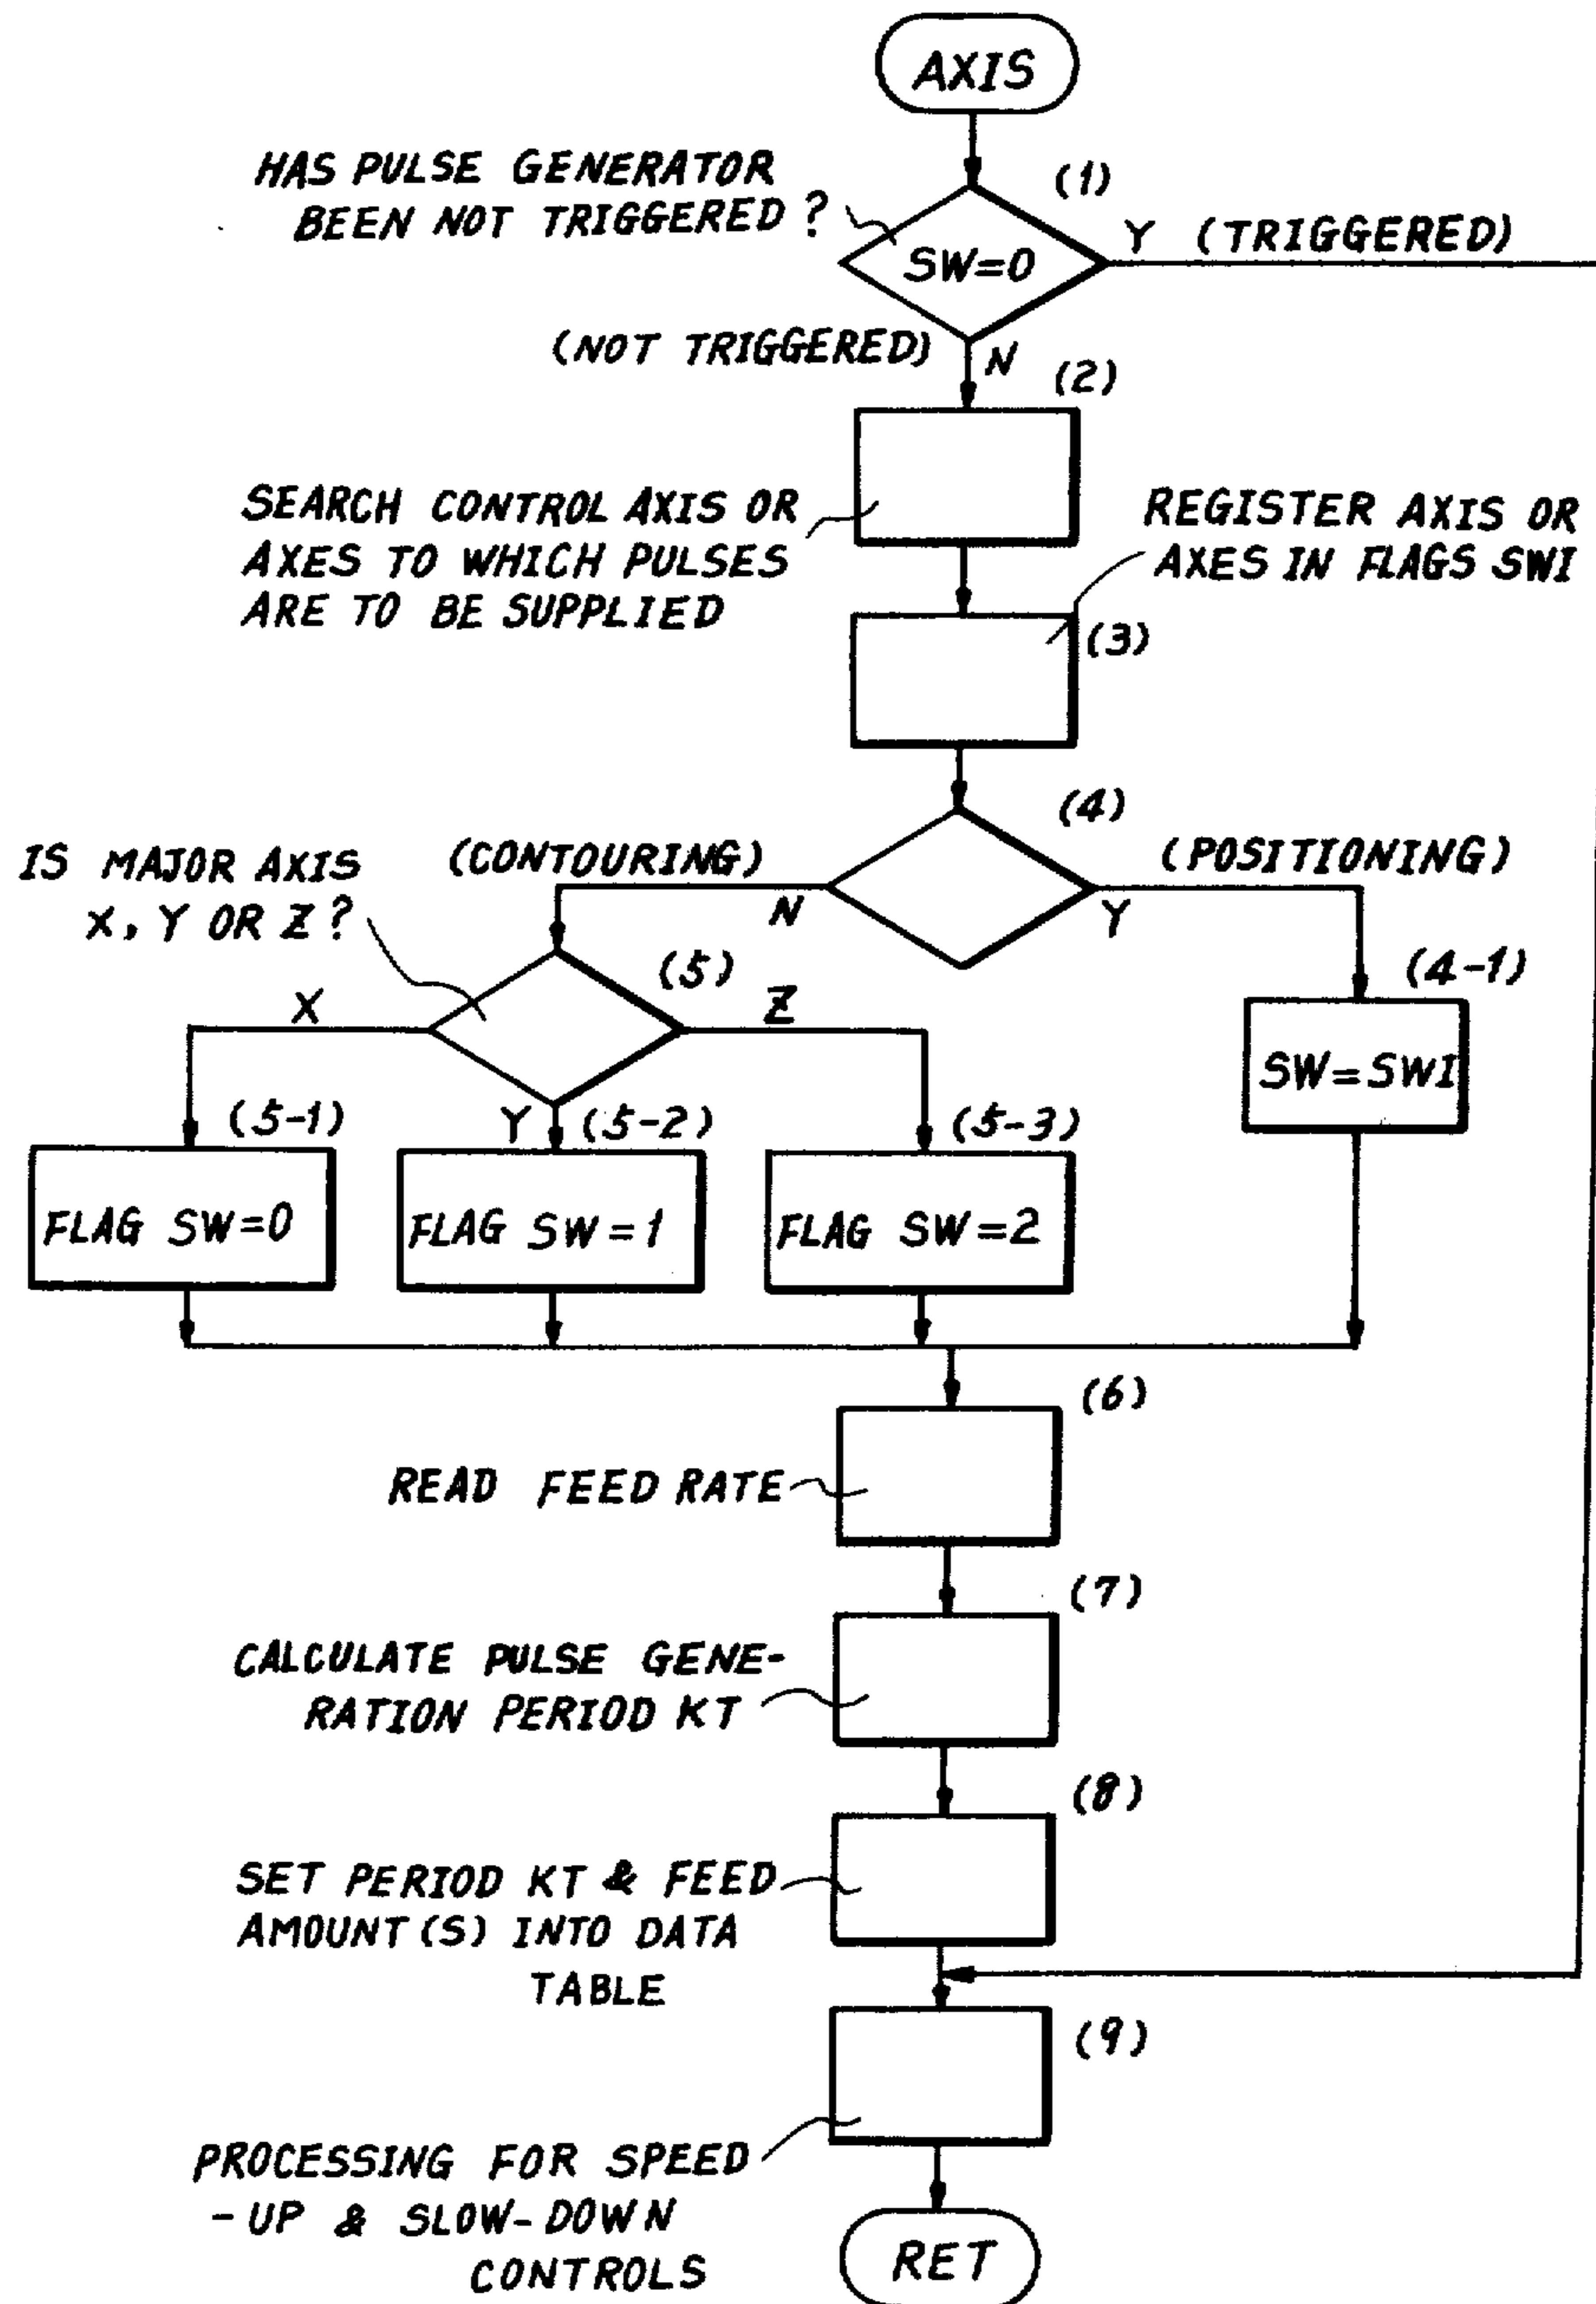 AXIS
HAS PULSE GENERATOR
BEEN NOT TRIGGERED ?
(1)
SW=0
Y (TRIGGERED)
(NOT TRIGGERED)
N
(2)
SEARCH CONTROL AXIS OR
AXES TO WHICH PULSES
ARE TO BE SUPPLIED
REGISTER AXIS OR
AXES IN FLAGS SWI
(3)
(4)
IS MAJOR AXIS
X, Y OR Z?
(CONTOURING)
N
(POSITIONING)
Y
(5)
X
Z
(4-1)
SW=SWI
(5-1)
Y
(5-2)
(5-3)
FLAG SW=0
FLAG SW=1
FLAG SW=2
(6)
READ FEED RATE
(7)
CALCULATE PULSE GENE-
RATION PERIOD KT
(8)
SET PERIOD KT & FEED
AMOUNT(S) INTO DATA
TABLE
(9)
PROCESSING FOR SPEED
-UP & SLOW-DOWN
CONTROLS
RET